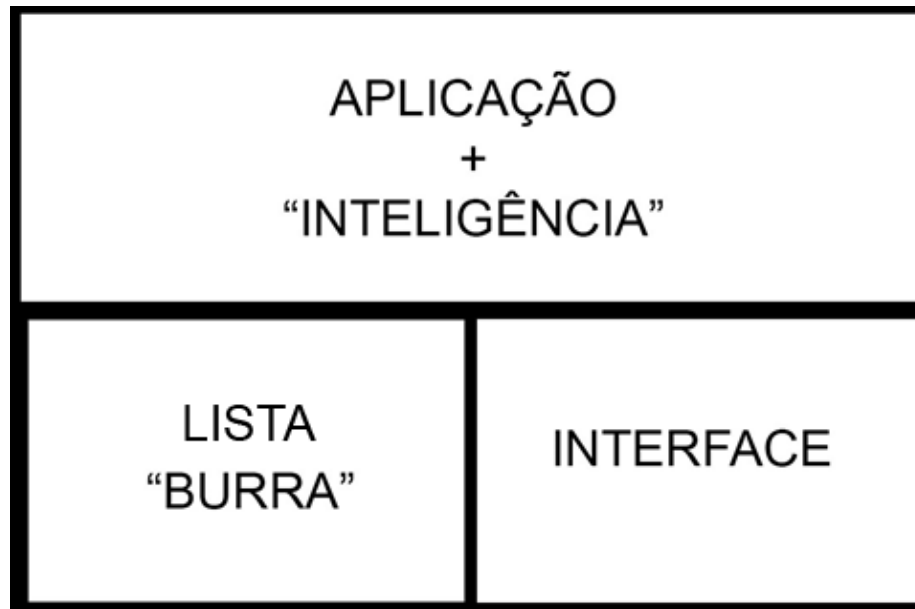 APLICAÇÃO
+
“INTELIGÊNCIA”
LISTA
“BURRA”
INTERFACE